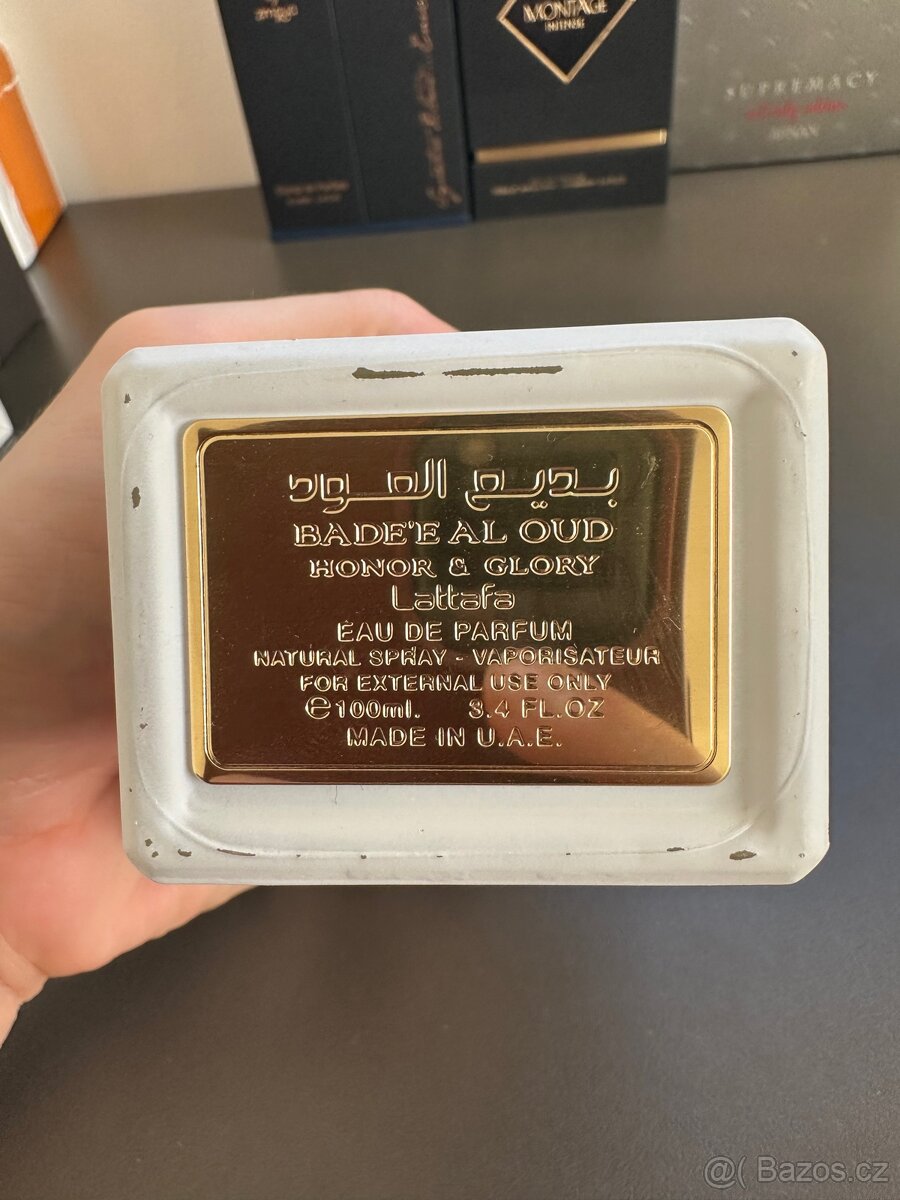 MONTAGE
INTENSE
SUPREMACY
بديع العود
BADE'E AL OUD
HONOR & GLORY
Lattafa
EAU DE PARFUM
NATURAL SPRAY - VAPORISATEUR
FOR EXTERNAL USE ONLY
℮100ml. 3.4 FL.OZ
MADE IN U.A.E.
@( Bazos.cz